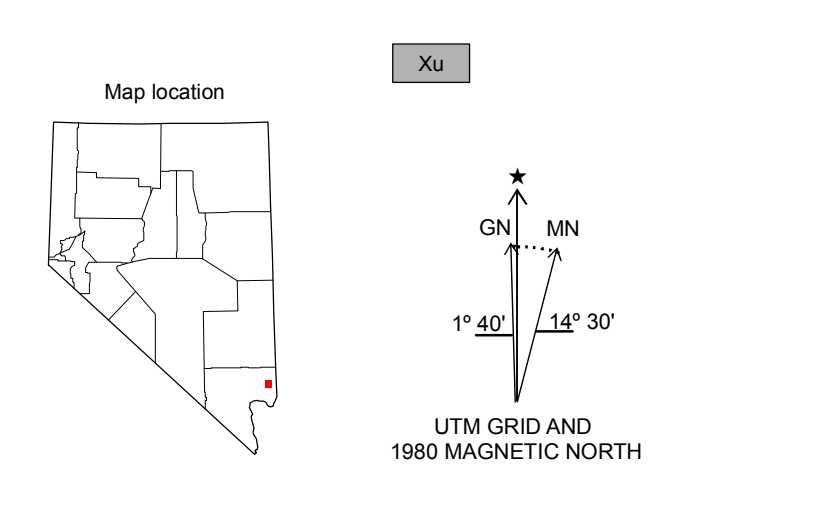 Xu
Map location
★
GN MN
1º 40' 14º 30'
UTM GRID AND
1980 MAGNETIC NORTH